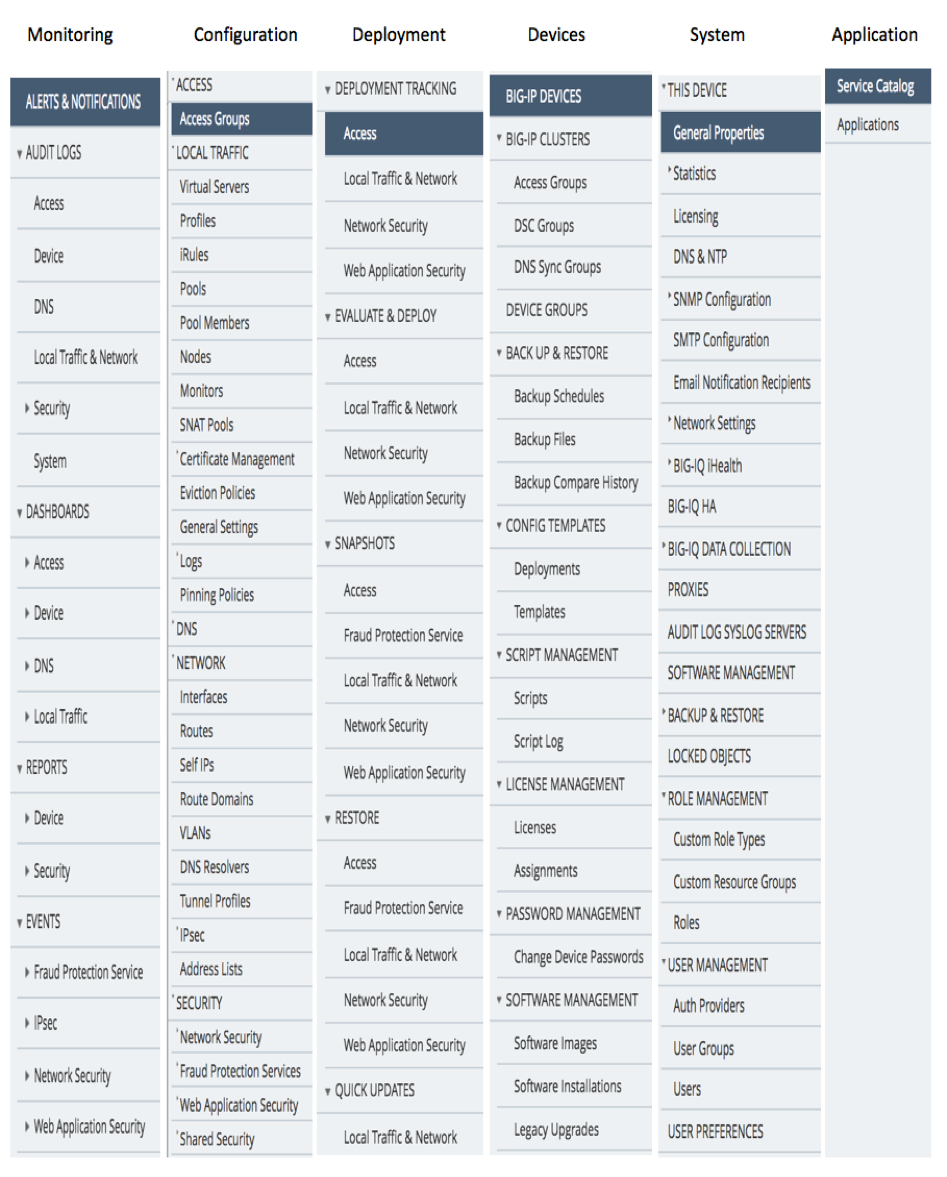 Monitoring
ALERTS & NOTIFICATIONS
AUDIT LOGS
Access
Device
DNS
Local Traffic & Network
Security
System
DASHBOARDS
Access
Device
DNS
Local Traffic
REPORTS
Device
Security
EVENTS
Fraud Protection Service
IPsec
Network Security
Web Application Security
Configuration
ACCESS
Access Groups
LOCAL TRAFFIC
Virtual Servers
Profiles
iRules
Pools
Pool Members
Nodes
Monitors
SNAT Pools
Certificate Management
Eviction Policies
General Settings
Logs
Pinning Policies
DNS
NETWORK
Interfaces
Routes
Self IPs
Route Domains
VLANs
DNS Resolvers
Tunnel Profiles
IPsec
Address Lists
SECURITY
Network Security
Fraud Protection Services
Web Application Security
Shared Security
Deployment
DEPLOYMENT TRACKING
Access
Local Traffic & Network
Network Security
Web Application Security
EVALUATE & DEPLOY
Access
Local Traffic & Network
Network Security
Web Application Security
SNAPSHOTS
Access
Fraud Protection Service
Local Traffic & Network
Network Security
Web Application Security
RESTORE
Access
Fraud Protection Service
Local Traffic & Network
Network Security
Web Application Security
QUICK UPDATES
Local Traffic & Network
Devices
BIG-IP DEVICES
BIG-IP CLUSTERS
Access Groups
DSC Groups
DNS Sync Groups
DEVICE GROUPS
BACK UP & RESTORE
Backup Schedules
Backup Files
Backup Compare History
CONFIG TEMPLATES
Deployments
Templates
SCRIPT MANAGEMENT
Scripts
Script Log
LICENSE MANAGEMENT
Licenses
Assignments
PASSWORD MANAGEMENT
Change Device Passwords
SOFTWARE MANAGEMENT
Software Images
Software Installations
Legacy Upgrades
System
THIS DEVICE
General Properties
Statistics
Licensing
DNS & NTP
SNMP Configuration
SMTP Configuration
Email Notification Recipients
Network Settings
BIG-IQ iHealth
BIG-IQ HA
BIG-IQ DATA COLLECTION
PROXIES
AUDIT LOG SYSLOG SERVERS
SOFTWARE MANAGEMENT
BACKUP & RESTORE
LOCKED OBJECTS
ROLE MANAGEMENT
Custom Role Types
Custom Resource Groups
Roles
USER MANAGEMENT
Auth Providers
User Groups
Users
USER PREFERENCES
Application
Service Catalog
Applications